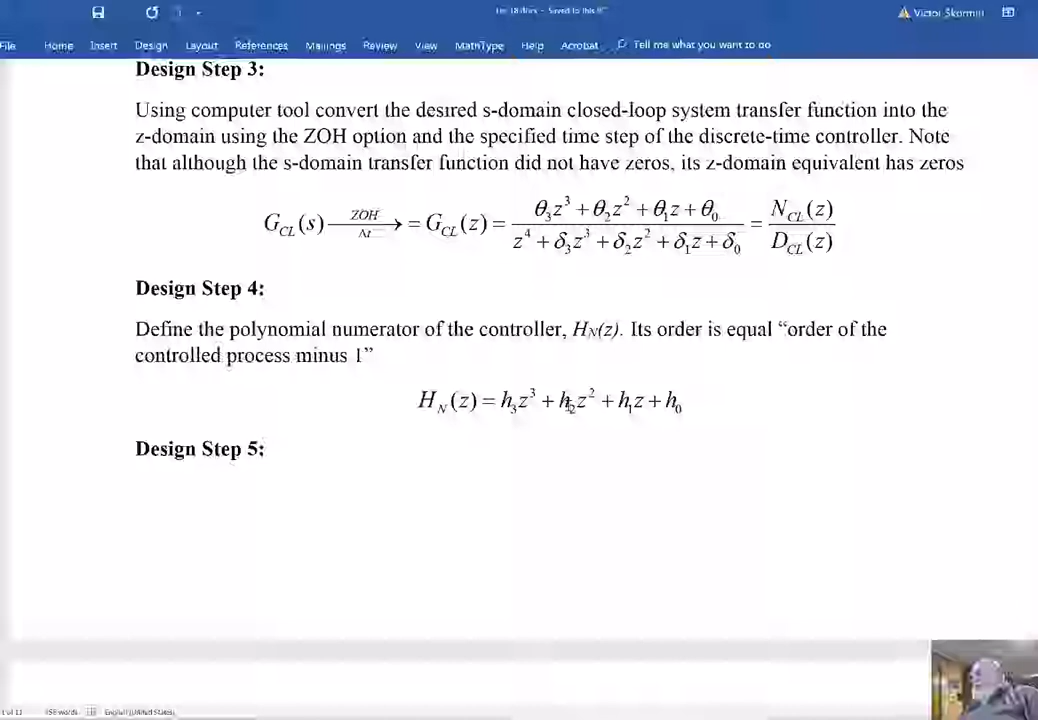 Victor Skormin
File Home Insert Design Layout References Mailings Review View MathType Help Acrobat Tell me what you want to do
Design Step 3:
Using computer tool convert the desired s-domain closed-loop system transfer function into the
z-domain using the ZOH option and the specified time step of the discrete-time controller. Note
that although the s-domain transfer function did not have zeros, its z-domain equivalent has zeros
G_CL(s) —ZOH/Δt→ = G_CL(z) = (θ₃z³ + θ₂z² + θ₁z + θ₀) / (z⁴ + δ₃z³ + δ₂z² + δ₁z + δ₀) = N_CL(z) / D_CL(z)
Design Step 4:
Define the polynomial numerator of the controller, H_N(z). Its order is equal “order of the
controlled process minus 1”
H_N(z) = h₃z³ + h₂z² + h₁z + h₀
Design Step 5:
English (United States)